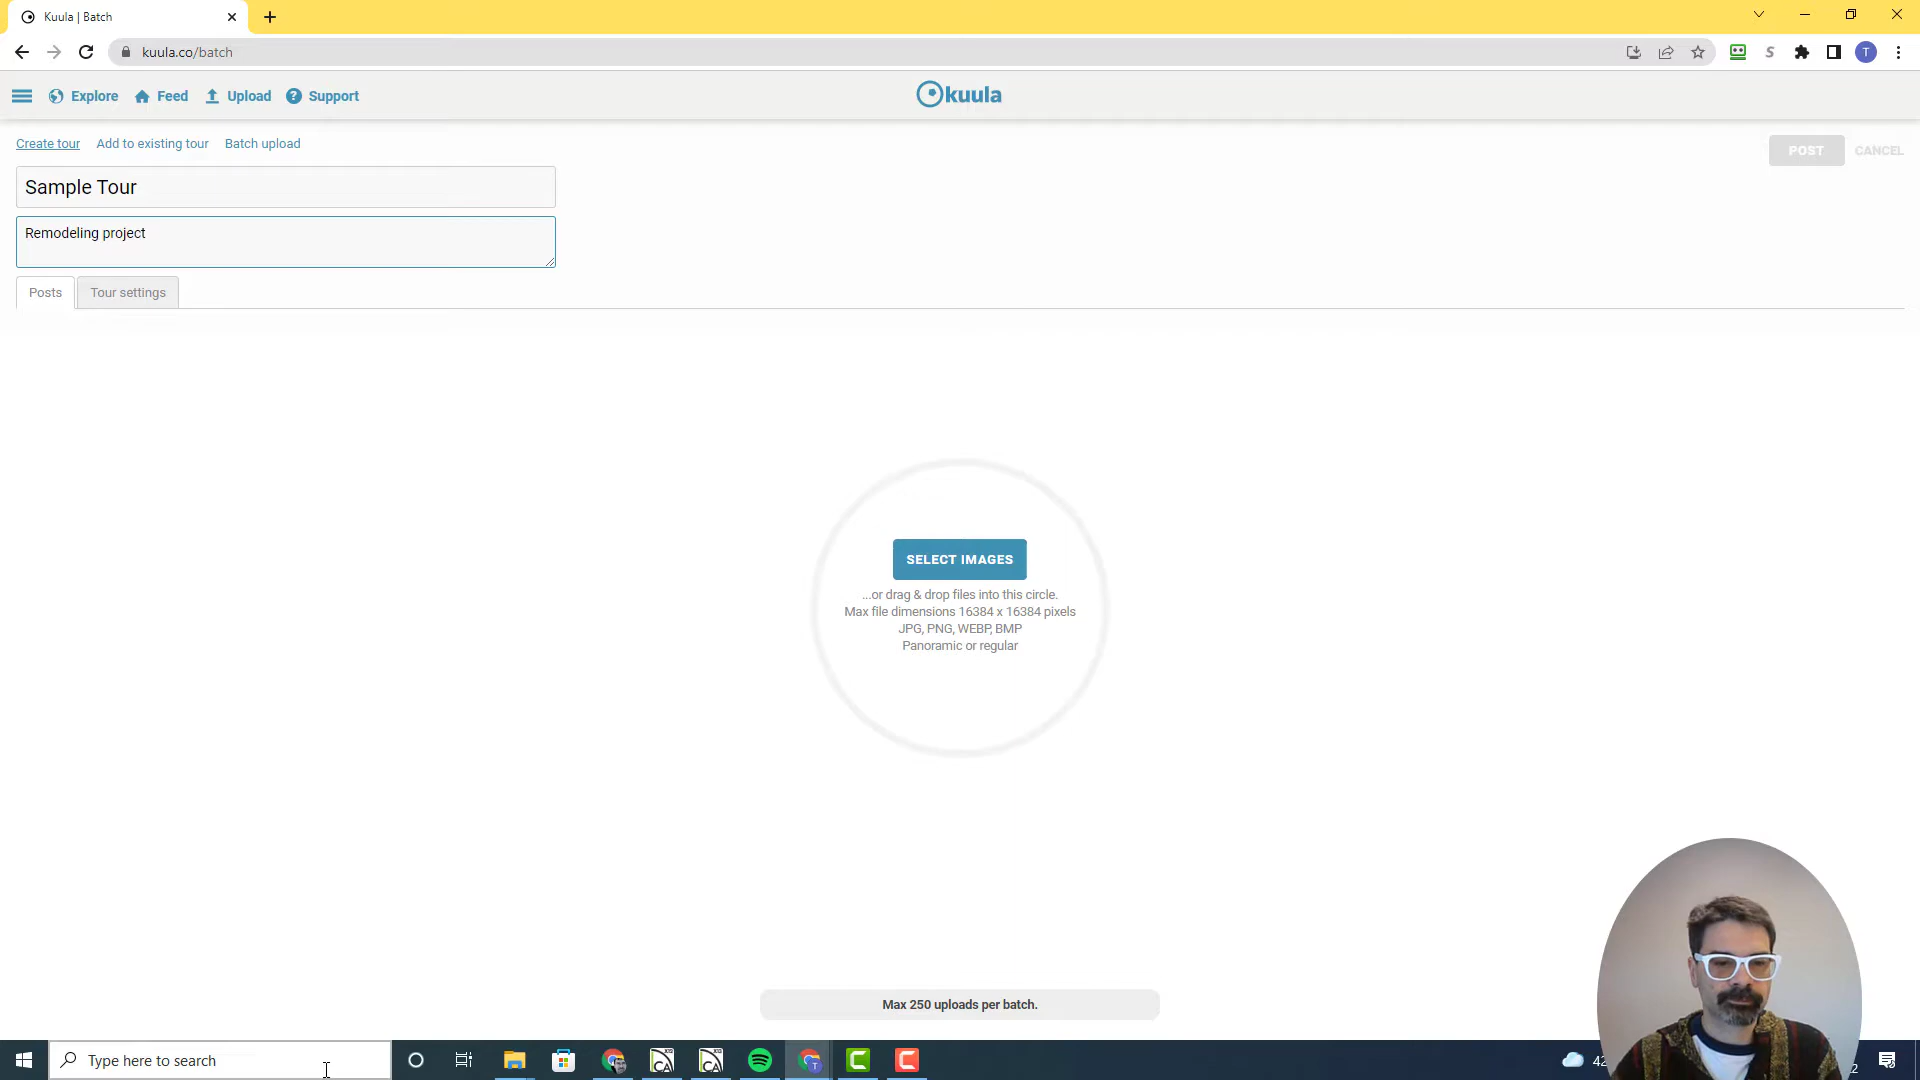 Kuula | Batch
kuula.co/batch
T
Explore Feed Upload Support
kuula
Create tour Add to existing tour Batch upload
POST CANCEL
Sample Tour
Remodeling project
Posts Tour settings
SELECT IMAGES
...or drag & drop files into this circle.
Max file dimensions 16384 x 16384 pixels
JPG, PNG, WEBP, BMP
Panoramic or regular
Max 250 uploads per batch.
Type here to search